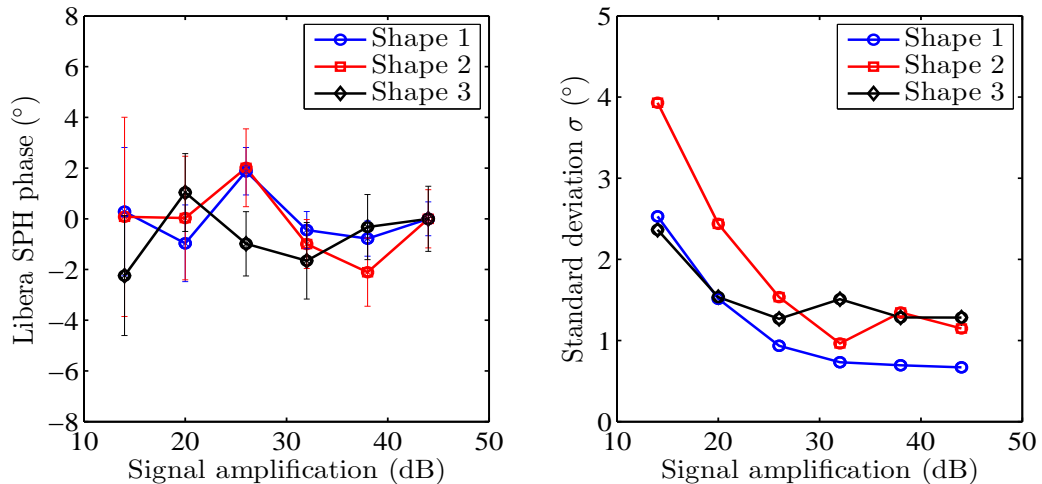 8
6
4
2
0
−2
−4
−6
−8
10
20
30
40
50
Signal amplification (dB)
Libera SPH phase (°)
Shape 1
Shape 2
Shape 3
5
4
3
2
1
0
10
20
30
40
50
Signal amplification (dB)
Standard deviation σ (°)
Shape 1
Shape 2
Shape 3